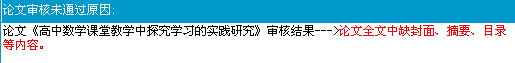 论文审核未通过原因:
论文《高中数学课堂教学中探究学习的实践研究》审核结果--->论文全文中缺封面、摘要、目录
等内容。